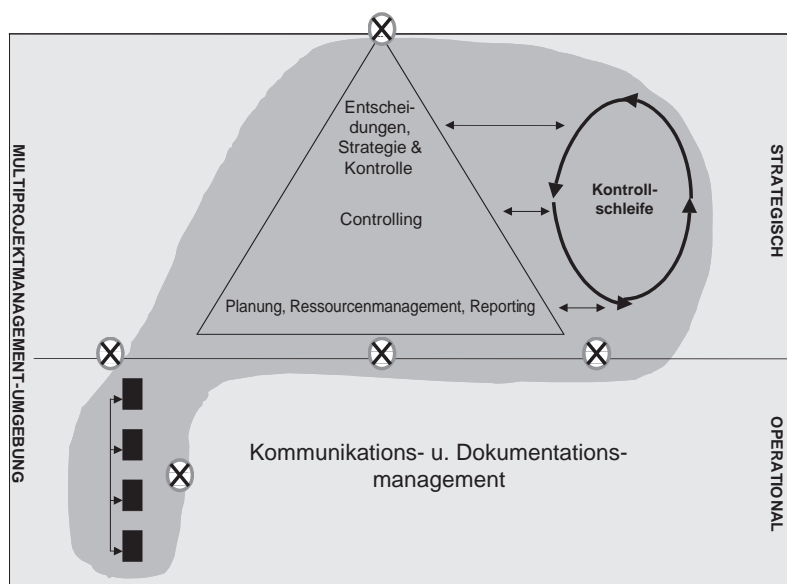 Entschei-
dungen,
Strategie &
Kontrolle
Controlling
Planung, Ressourcenmanagement, Reporting
Kontroll-
schleife
MULTIPROJEKTMANAGEMENT-UMGEBUNG
STRATEGISCH
Kommunikations- u. Dokumentations-
management
OPERATIONAL